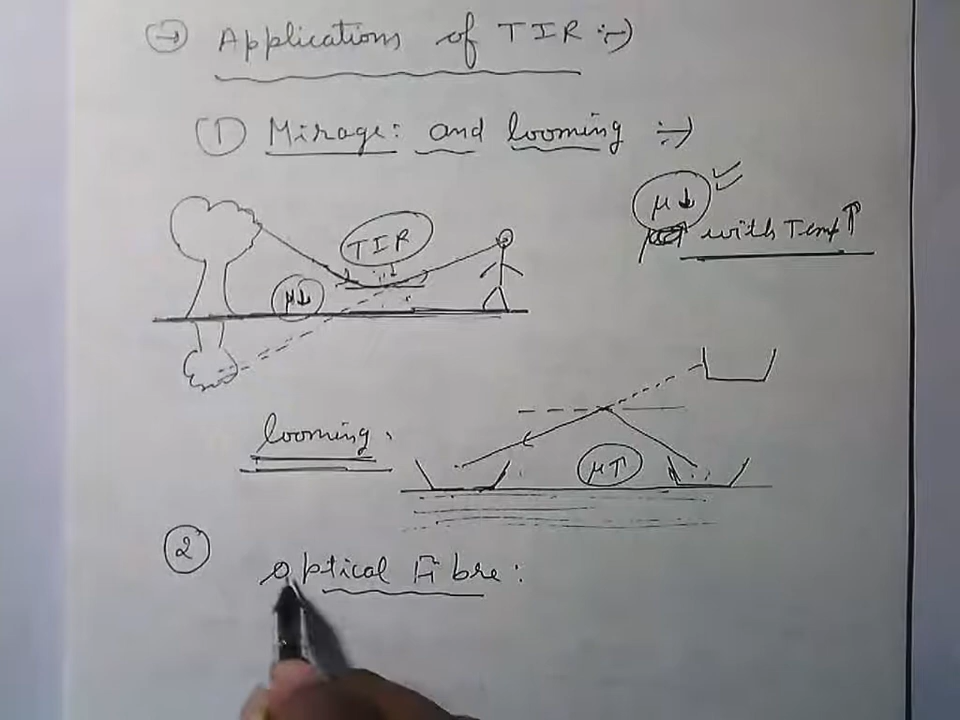 → Applications of TIR :→
① Mirage: and looming :→
μ↓
with Temp ↑
TIR
μ↓
looming.
μ↑
② Optical Fibre: